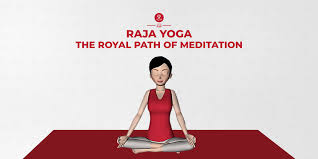 RAJA YOGA
THE ROYAL PATH OF MEDITATION